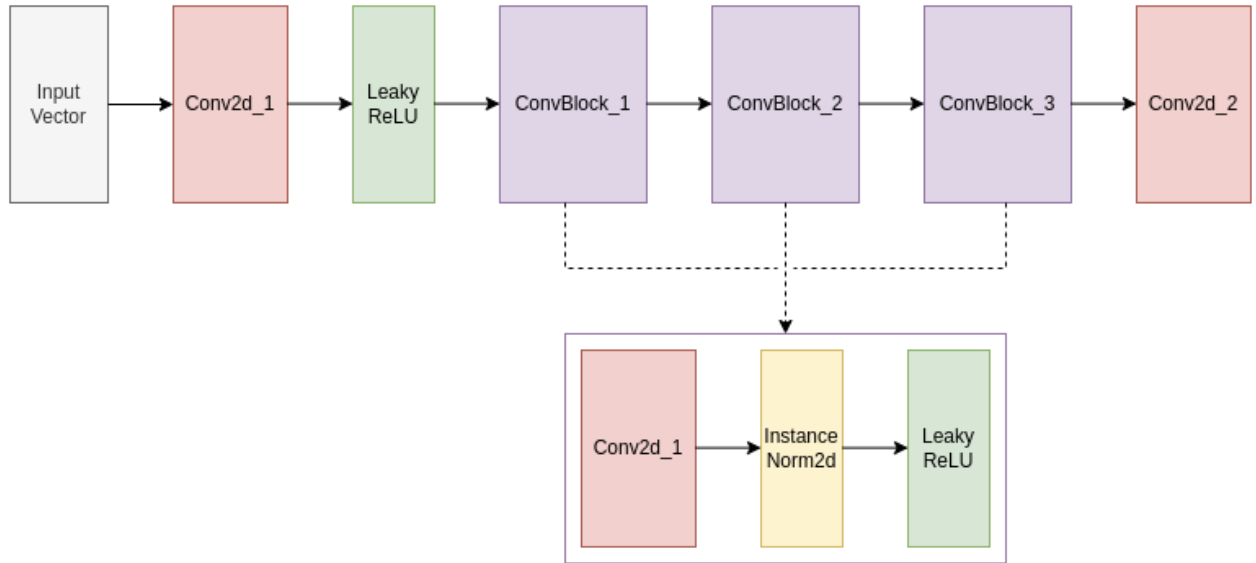 Input
Vector
Conv2d_1
Leaky
ReLU
ConvBlock_1
ConvBlock_2
ConvBlock_3
Conv2d_2
Conv2d_1
Instance
Norm2d
Leaky
ReLU